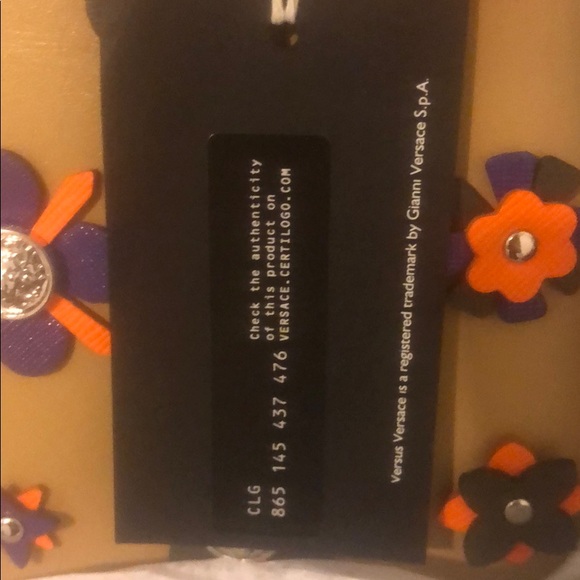 CLG
865 145 437 476
Check the authenticity
of this product on
VERSACE.CERTILOGO.COM
Versus Versace is a registered trademark by Gianni Versace S.p.A.